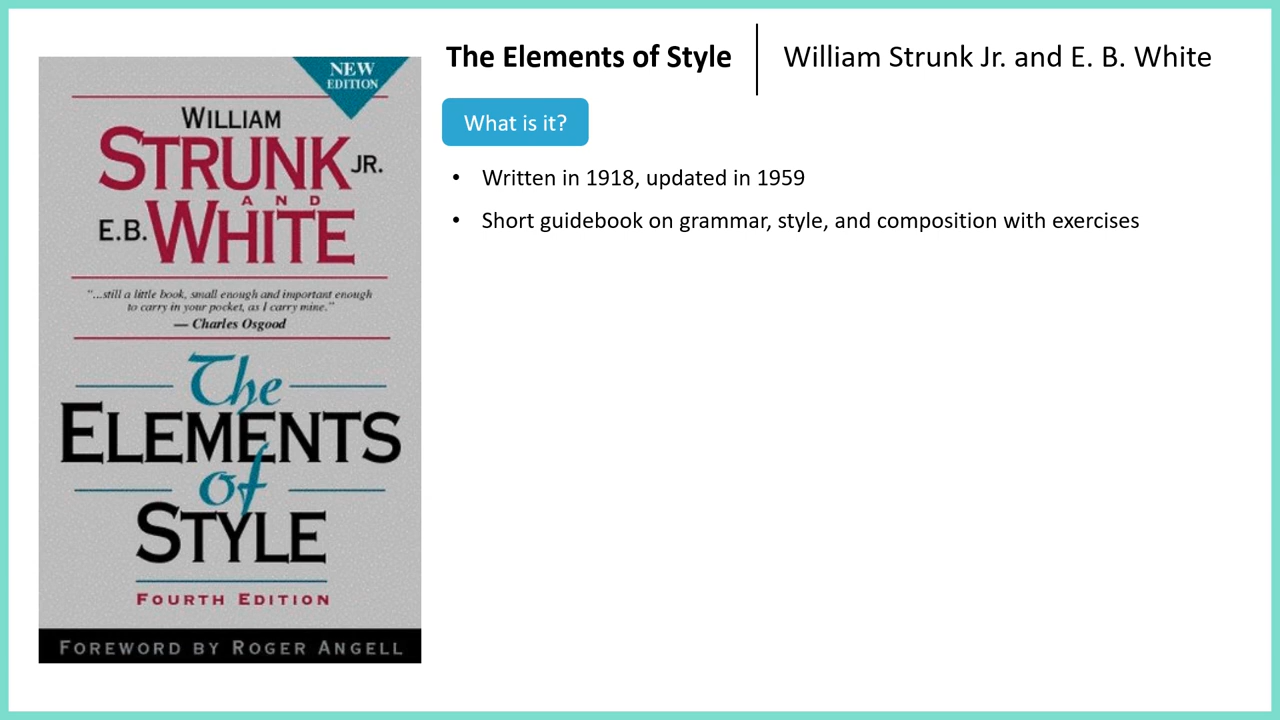 The Elements of Style
William Strunk Jr. and E. B. White
What is it?
• Written in 1918, updated in 1959
• Short guidebook on grammar, style, and composition with exercises
NEW
EDITION
WILLIAM
STRUNK JR.
AND
E.B. WHITE
"...still a little book, small enough and important enough
to carry in your pocket, as I carry mine."
— Charles Osgood
The
ELEMENTS
of
STYLE
FOURTH EDITION
FOREWORD BY ROGER ANGELL